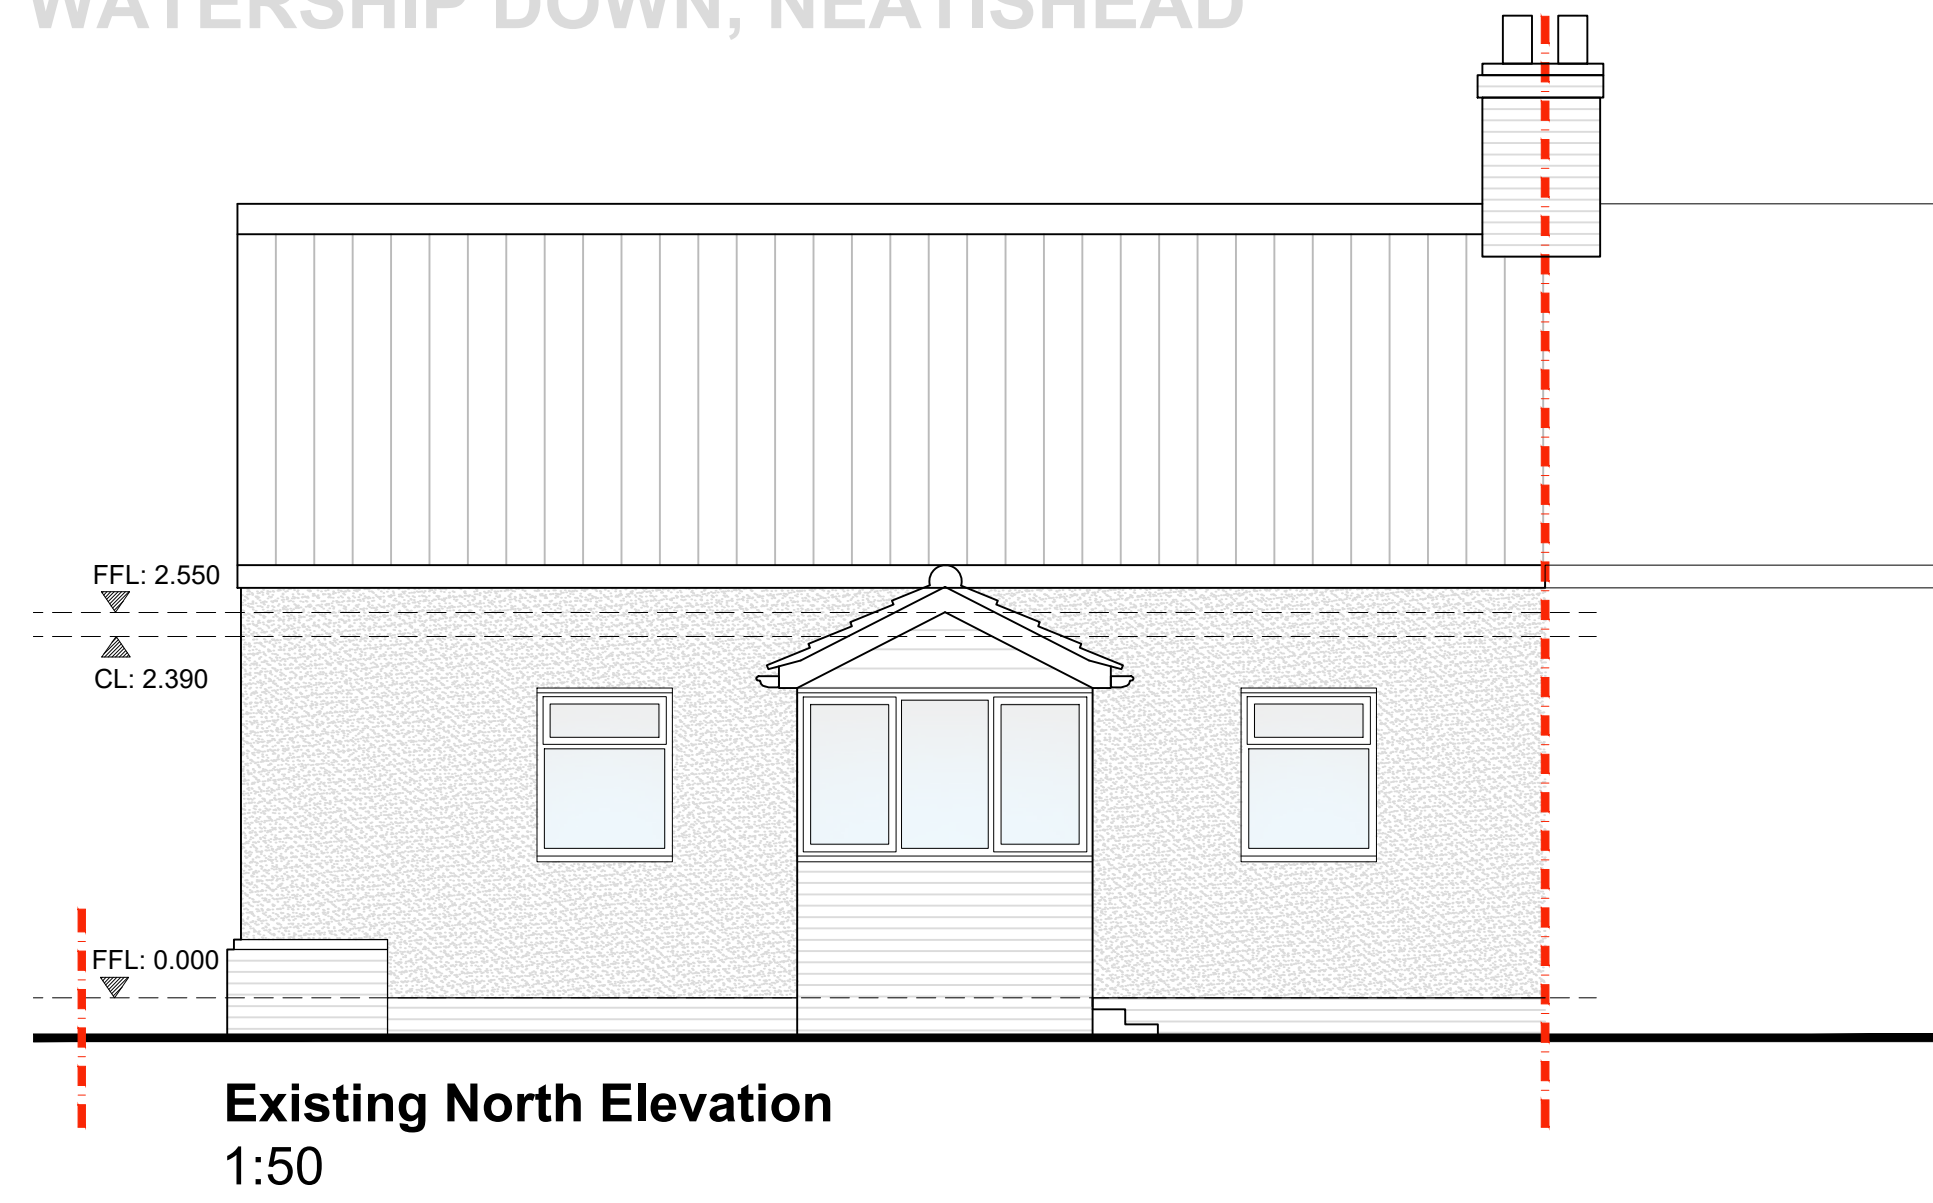 WATERSHIP DOWN, NEATISHEAD
FFL: 2.550
CL: 2.390
FFL: 0.000
Existing North Elevation
1:50